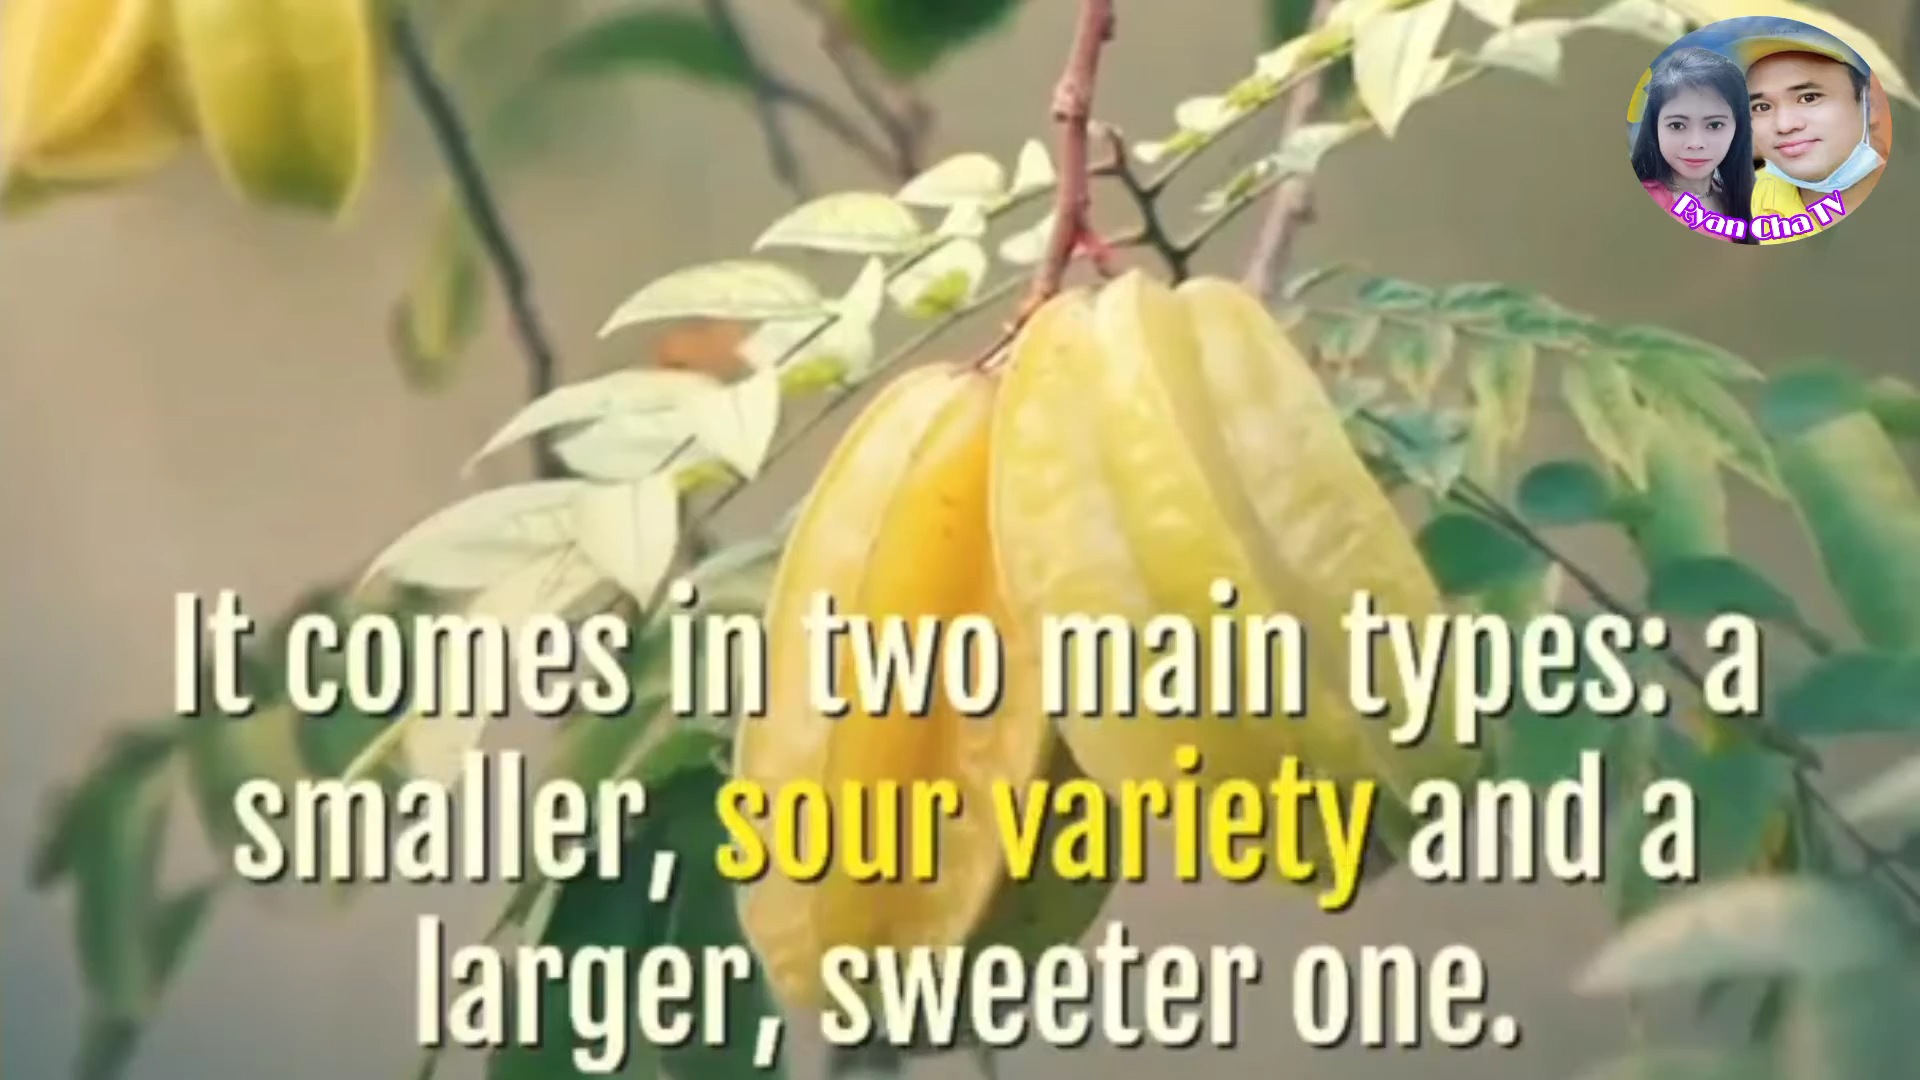 Ryan Cha TV
It comes in two main types: a
smaller, sour variety and a
larger, sweeter one.